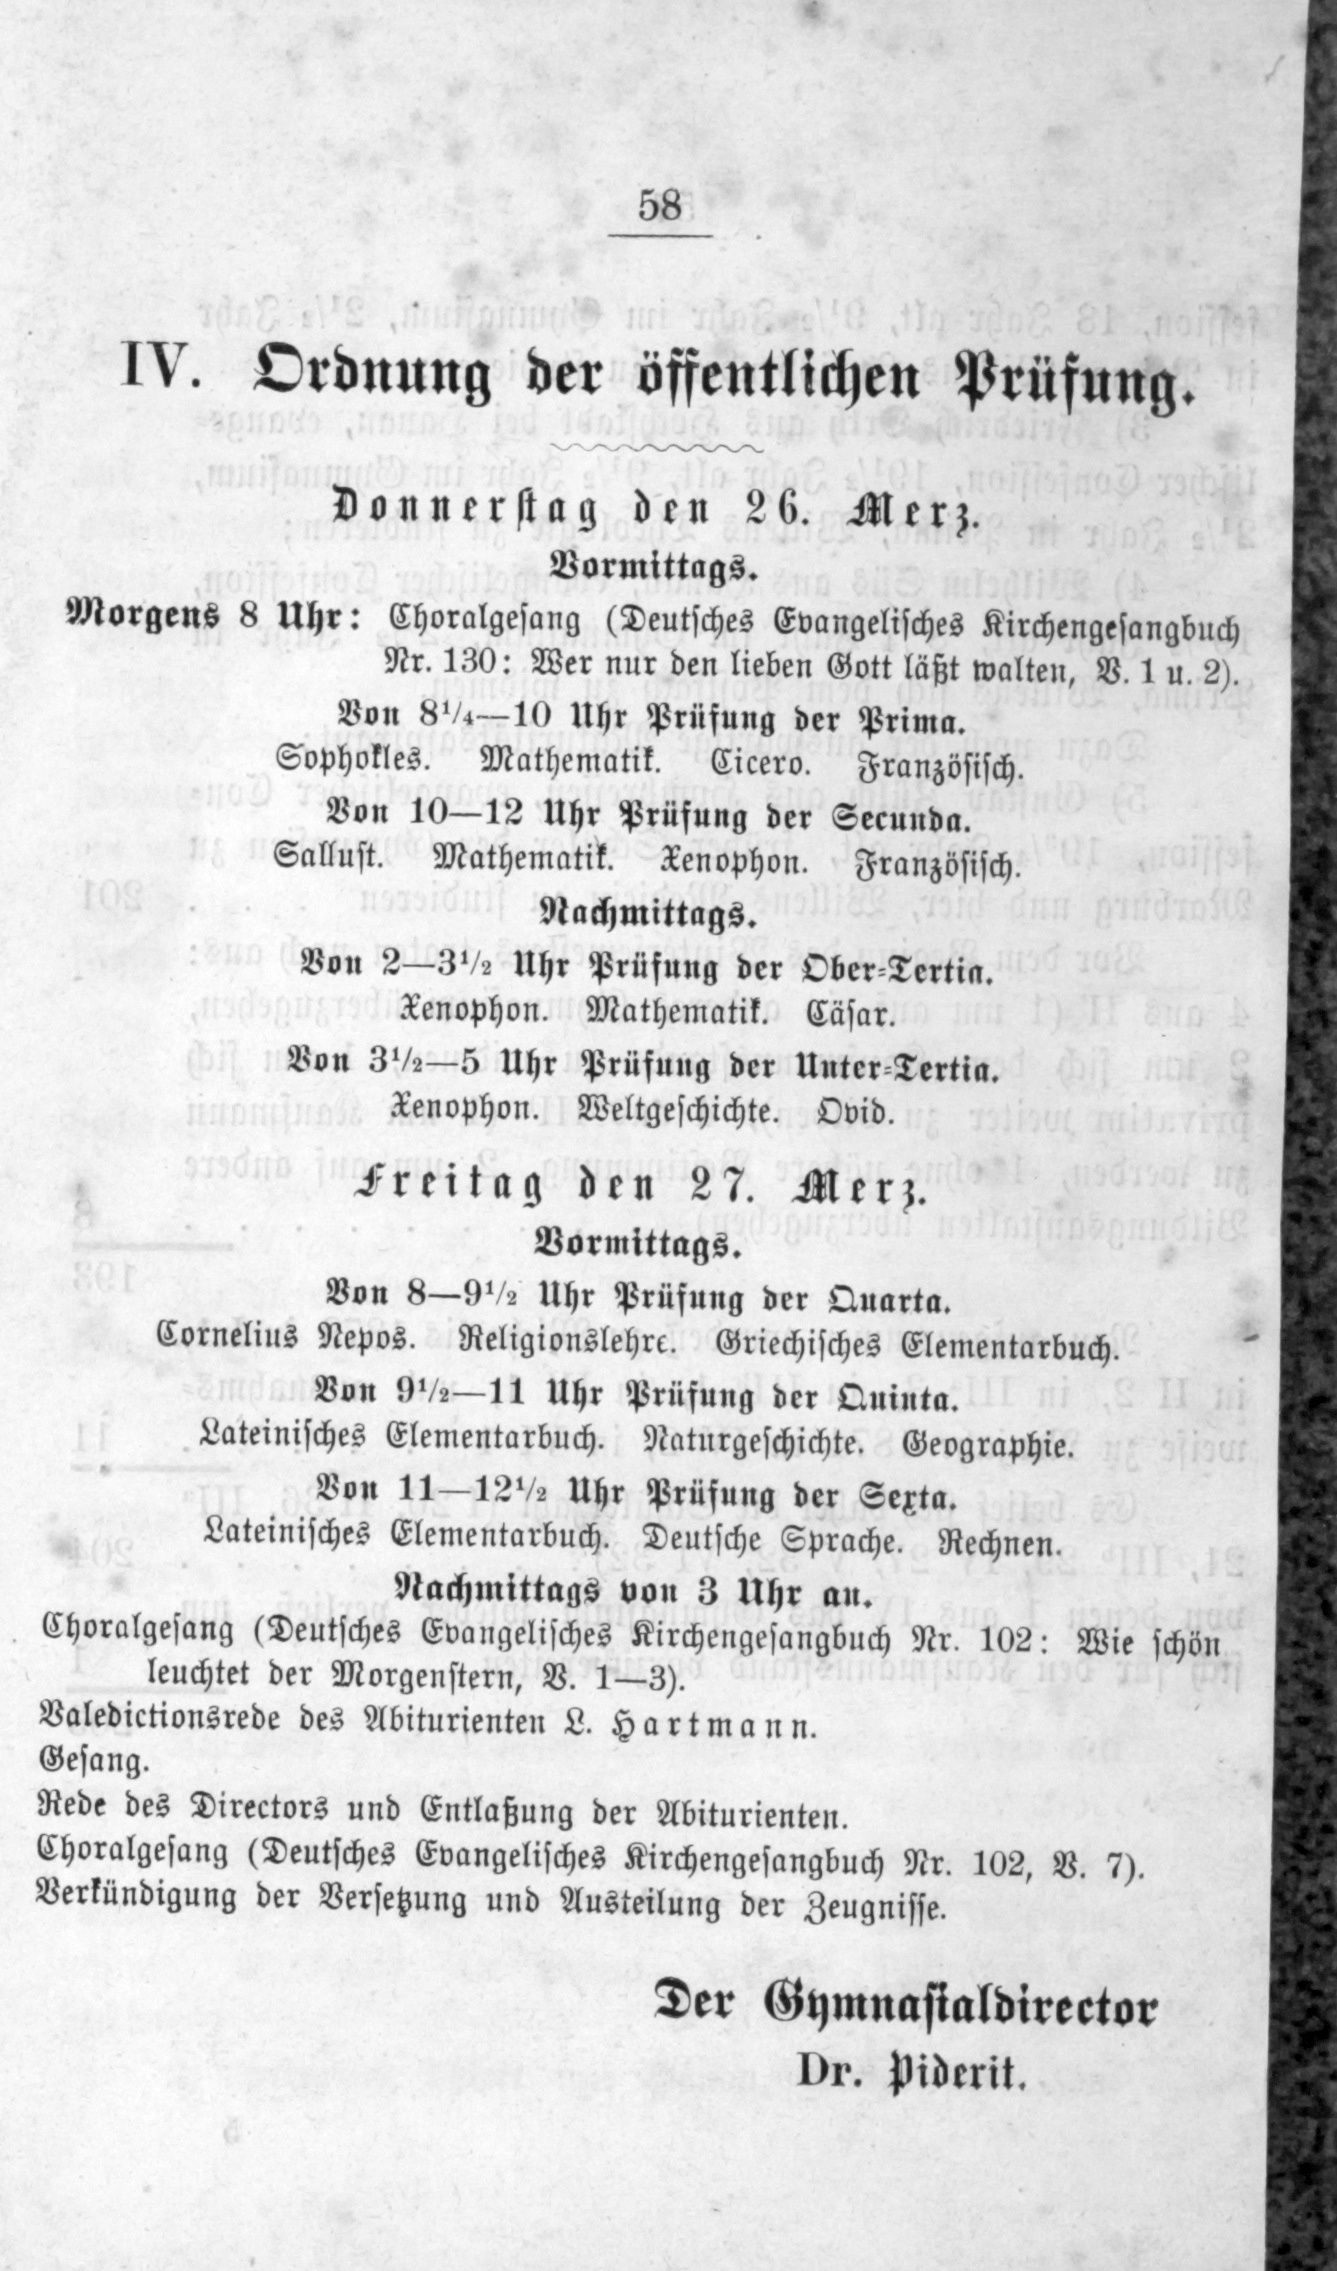 58
IV. Ordnung der öffentlichen Prüfung.
Donnerstag den 26. Merz.
Vormittags.
Morgens 8 Uhr: Choralgesang (Deutsches Evangelisches Kirchengesangbuch
Nr. 130: Wer nur den lieben Gott läßt walten, V. 1 u. 2).
Von 8¼—10 Uhr Prüfung der Prima.
Sophokles. Mathematik. Cicero. Französisch.
Von 10—12 Uhr Prüfung der Secunda.
Sallust. Mathematik. Xenophon. Französisch.
Nachmittags.
Von 2—3½ Uhr Prüfung der Ober-Tertia.
Xenophon. Mathematik. Cäsar.
Von 3½—5 Uhr Prüfung der Unter-Tertia.
Xenophon. Weltgeschichte. Ovid.
Freitag den 27. Merz.
Vormittags.
Von 8—9½ Uhr Prüfung der Quarta.
Cornelius Nepos. Religionslehre. Griechisches Elementarbuch.
Von 9½—11 Uhr Prüfung der Quinta.
Lateinisches Elementarbuch. Naturgeschichte. Geographie.
Von 11—12½ Uhr Prüfung der Sexta.
Lateinisches Elementarbuch. Deutsche Sprache. Rechnen.
Nachmittags von 3 Uhr an.
Choralgesang (Deutsches Evangelisches Kirchengesangbuch Nr. 102: Wie schön
leuchtet der Morgenstern, V. 1—3).
Valedictionsrede des Abiturienten L. Hartmann.
Gesang.
Rede des Directors und Entlaßung der Abiturienten.
Choralgesang (Deutsches Evangelisches Kirchengesangbuch Nr. 102, V. 7).
Verkündigung der Versetzung und Austeilung der Zeugnisse.
Der Gymnasialdirector
Dr. Piderit.